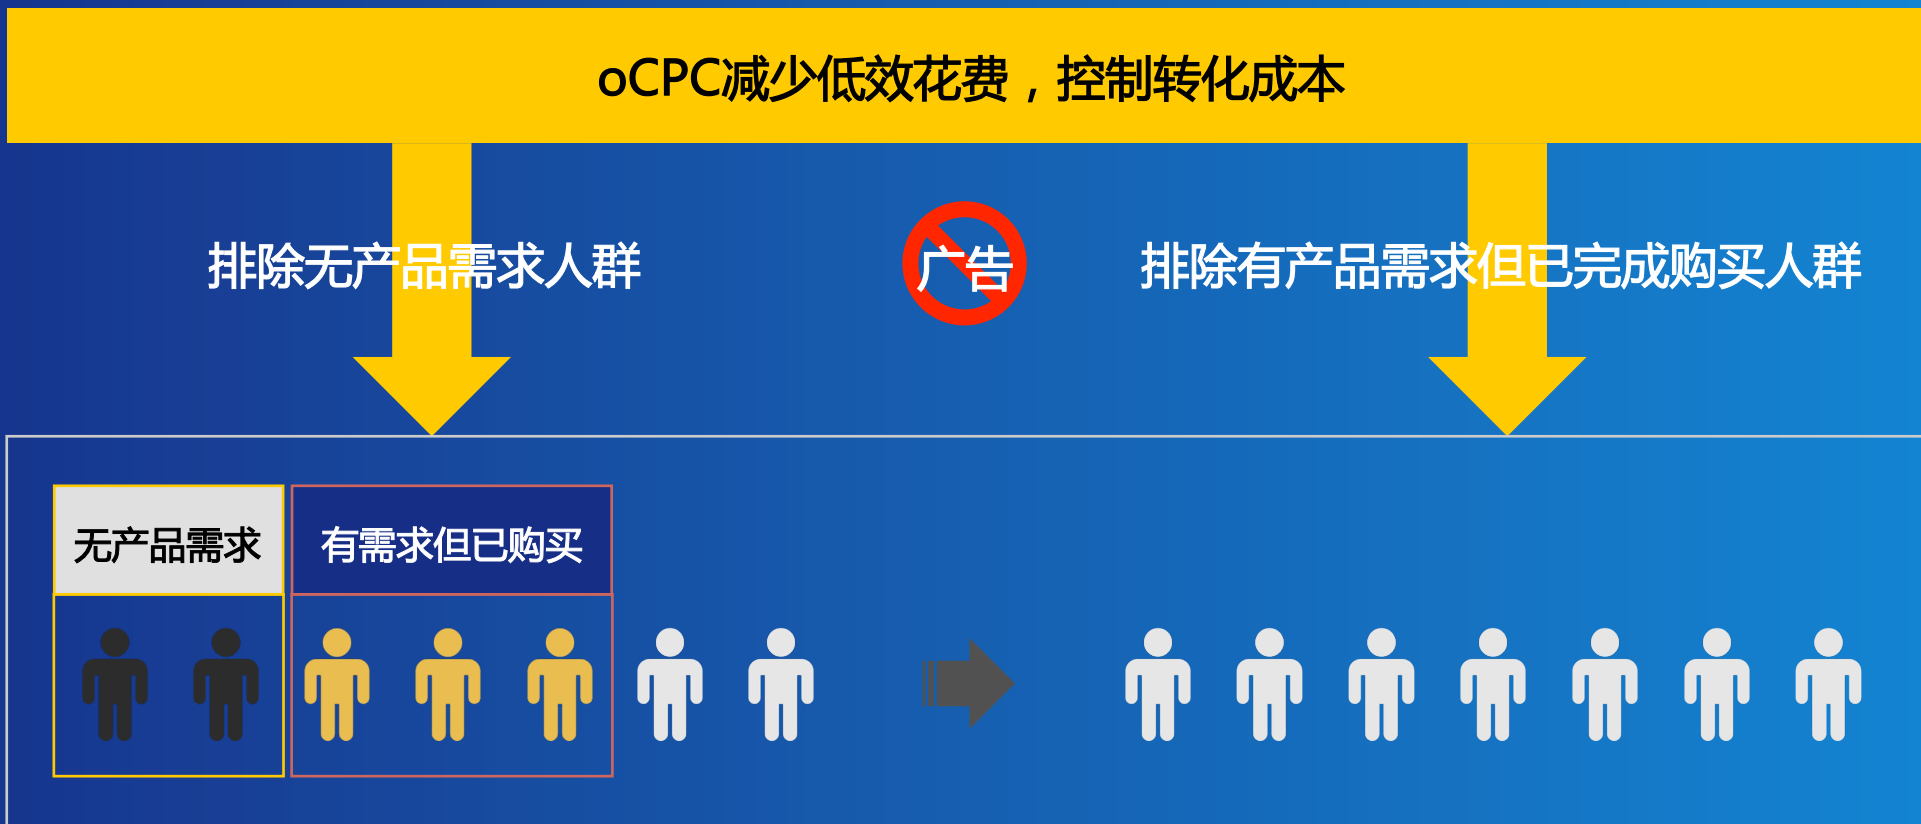 oCPC减少低效花费，控制转化成本
排除无产品需求人群
广告
排除有产品需求但已完成购买人群
无产品需求
有需求但已购买